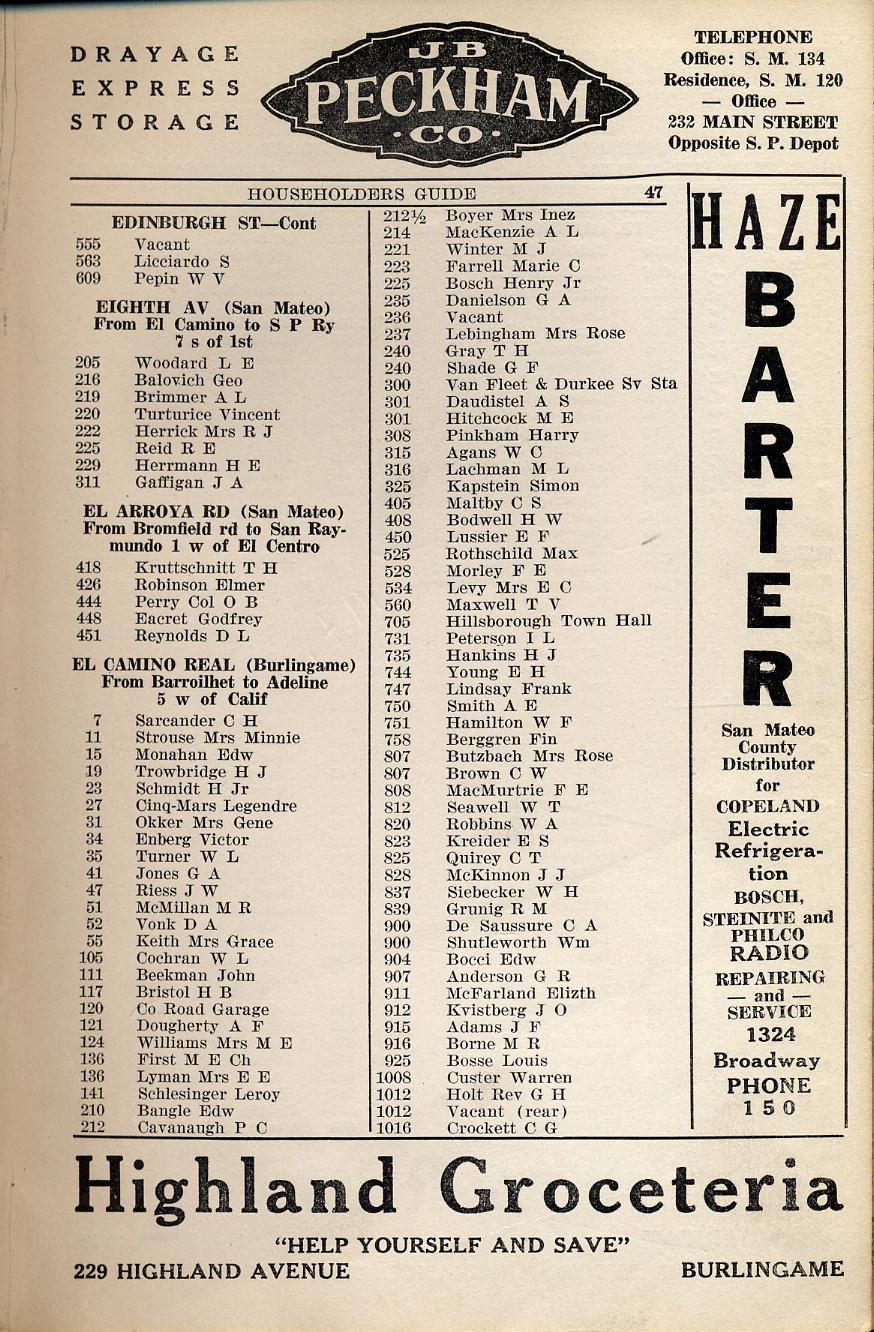 DRAYAGE
EXPRESS
STORAGE
JB
PECKHAM
·CO·
TELEPHONE
Office: S. M. 134
Residence, S. M. 120
— Office —
232 MAIN STREET
Opposite S. P. Depot
HOUSEHOLDERS GUIDE 47
EDINBURGH ST—Cont
555 Vacant
563 Licciardo S
609 Pepin W V
EIGHTH AV (San Mateo)
From El Camino to S P Ry
7 s of 1st
205 Woodard L E
216 Balovich Geo
219 Brimmer A L
220 Turturice Vincent
222 Herrick Mrs R J
225 Reid R E
229 Herrmann H E
311 Gaffigan J A
EL ARROYA RD (San Mateo)
From Bromfield rd to San Ray-
mundo 1 w of El Centro
418 Kruttschnitt T H
426 Robinson Elmer
444 Perry Col O B
448 Eacret Godfrey
451 Reynolds D L
EL CAMINO REAL (Burlingame)
From Barroilhet to Adeline
5 w of Calif
7 Sarcander C H
11 Strouse Mrs Minnie
15 Monahan Edw
19 Trowbridge H J
23 Schmidt H Jr
27 Cinq-Mars Legendre
31 Okker Mrs Gene
34 Enberg Victor
35 Turner W L
41 Jones G A
47 Riess J W
51 McMillan M R
52 Vonk D A
55 Keith Mrs Grace
105 Cochran W L
111 Beekman John
117 Bristol H B
120 Co Road Garage
121 Dougherty A F
124 Williams Mrs M E
136 First M E Ch
136 Lyman Mrs E E
141 Schlesinger Leroy
210 Bangle Edw
212 Cavanaugh P C
212½ Boyer Mrs Inez
214 MacKenzie A L
221 Winter M J
223 Farrell Marie C
225 Bosch Henry Jr
235 Danielson G A
236 Vacant
237 Lebingham Mrs Rose
240 Gray T H
240 Shade G F
300 Van Fleet & Durkee Sv Sta
301 Daudistel A S
301 Hitchcock M E
308 Pinkham Harry
315 Agans W C
316 Lachman M L
325 Kapstein Simon
405 Maltby C S
408 Bodwell H W
450 Lussier E F
525 Rothschild Max
528 Morley F E
534 Levy Mrs E C
560 Maxwell T V
705 Hillsborough Town Hall
731 Peterson I L
735 Hankins H J
744 Young E H
747 Lindsay Frank
750 Smith A E
751 Hamilton W F
758 Berggren Fin
807 Butzbach Mrs Rose
807 Brown C W
808 MacMurtrie F E
812 Seawell W T
820 Robbins W A
823 Kreider E S
825 Quirey C T
828 McKinnon J J
837 Siebecker W H
839 Grunig R M
900 De Saussure C A
900 Shutleworth Wm
904 Bocci Edw
907 Anderson G R
911 McFarland Elizth
912 Kvistberg J O
915 Adams J F
916 Borne M R
925 Bosse Louis
1008 Custer Warren
1012 Holt Rev G H
1012 Vacant (rear)
1016 Crockett C G
HAZE
B
A
R
T
E
R
San Mateo
County
Distributor
for
COPELAND
Electric
Refrigera-
tion
BOSCH,
STEINITE and
PHILCO
RADIO
REPAIRING
— and —
SERVICE
1324
Broadway
PHONE
150
Highland Groceteria
"HELP YOURSELF AND SAVE"
229 HIGHLAND AVENUE BURLINGAME